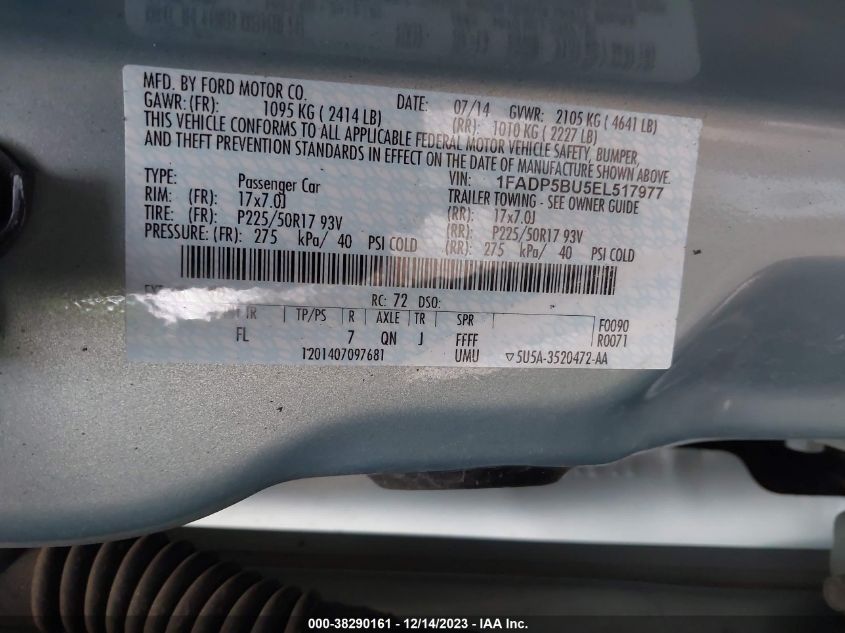 MFD. BY FORD MOTOR CO.
DATE: 07/14 GVWR: 2105 KG ( 4641 LB)
GAWR: (FR): 1095 KG ( 2414 LB) (RR): 1010 KG ( 2227 LB)
THIS VEHICLE CONFORMS TO ALL APPLICABLE FEDERAL MOTOR VEHICLE SAFETY, BUMPER,
AND THEFT PREVENTION STANDARDS IN EFFECT ON THE DATE OF MANUFACTURE SHOWN ABOVE.
VIN: 1FADP5BU5EL517977
TYPE: Passenger Car TRAILER TOWING - SEE OWNER GUIDE
RIM: (FR): 17x7.0J (RR): 17x7.0J
TIRE: (FR): P225/50R17 93V (RR): P225/50R17 93V
PRESSURE: (FR): 275 kPa/ 40 PSI COLD (RR): 275 kPa/ 40 PSI COLD
RC: 72 DSO:
TR TP/PS R AXLE TR SPR F0090
FL 7 QN J FFFF R0071
1201407097681 UMU 5U5A-3520472-AA
000-38290161 - 12/14/2023 - IAA Inc.